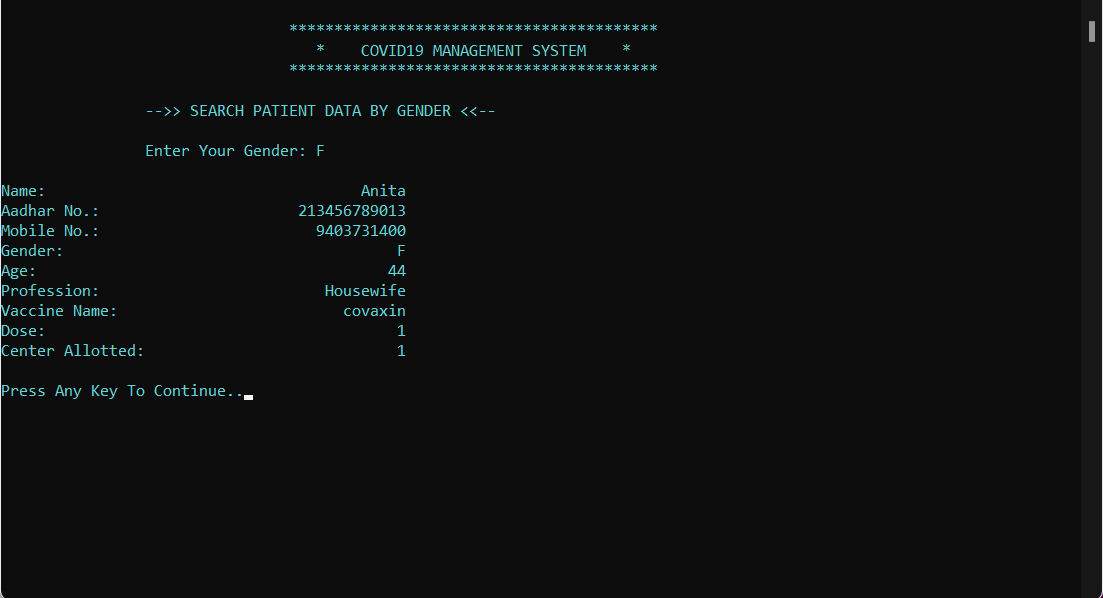 *****************************************
* COVID19 MANAGEMENT SYSTEM *
*****************************************
-->> SEARCH PATIENT DATA BY GENDER <<--
Enter Your Gender: F
Name: Anita
Aadhar No.: 213456789013
Mobile No.: 9403731400
Gender: F
Age: 44
Profession: Housewife
Vaccine Name: covaxin
Dose: 1
Center Allotted: 1
Press Any Key To Continue..